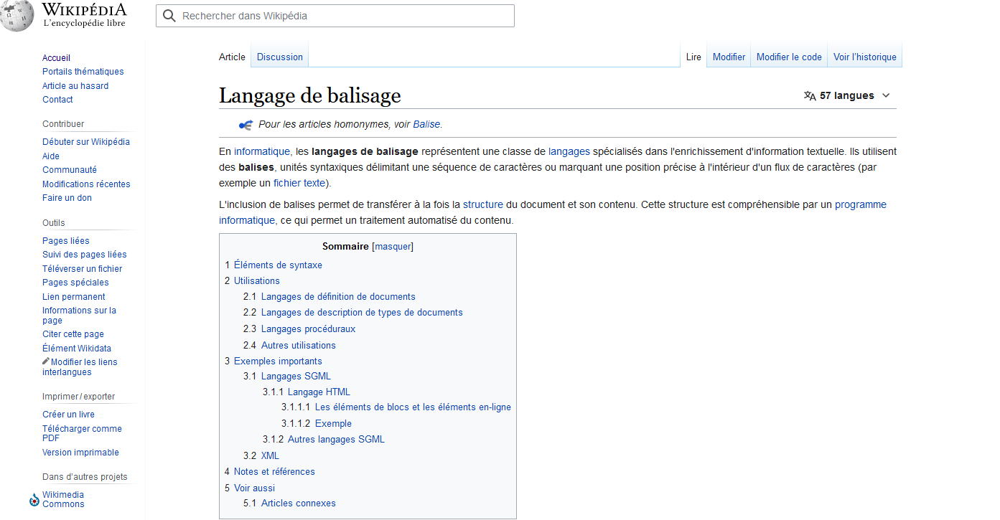 WIKIPÉDIA
L'encyclopédie libre
Rechercher dans Wikipédia
Accueil
Portails thématiques
Article au hasard
Contact
Contribuer
Débuter sur Wikipédia
Aide
Communauté
Modifications récentes
Faire un don
Outils
Pages liées
Suivi des pages liées
Téléverser un fichier
Pages spéciales
Lien permanent
Informations sur la
page
Citer cette page
Élément Wikidata
Modifier les liens
interlangues
Imprimer / exporter
Créer un livre
Télécharger comme
PDF
Version imprimable
Dans d'autres projets
Wikimedia
Commons
Article Discussion Lire Modifier Modifier le code Voir l'historique
Langage de balisage 57 langues
Pour les articles homonymes, voir Balise.
En informatique, les langages de balisage représentent une classe de langages spécialisés dans l'enrichissement d'information textuelle. Ils utilisent
des balises, unités syntaxiques délimitant une séquence de caractères ou marquant une position précise à l'intérieur d'un flux de caractères (par
exemple un fichier texte).
L'inclusion de balises permet de transférer à la fois la structure du document et son contenu. Cette structure est compréhensible par un programme
informatique, ce qui permet un traitement automatisé du contenu.
Sommaire [masquer]
1 Éléments de syntaxe
2 Utilisations
2.1 Langages de définition de documents
2.2 Langages de description de types de documents
2.3 Langages procéduraux
2.4 Autres utilisations
3 Exemples importants
3.1 Langages SGML
3.1.1 Langage HTML
3.1.1.1 Les éléments de blocs et les éléments en-ligne
3.1.1.2 Exemple
3.1.2 Autres langages SGML
3.2 XML
4 Notes et références
5 Voir aussi
5.1 Articles connexes